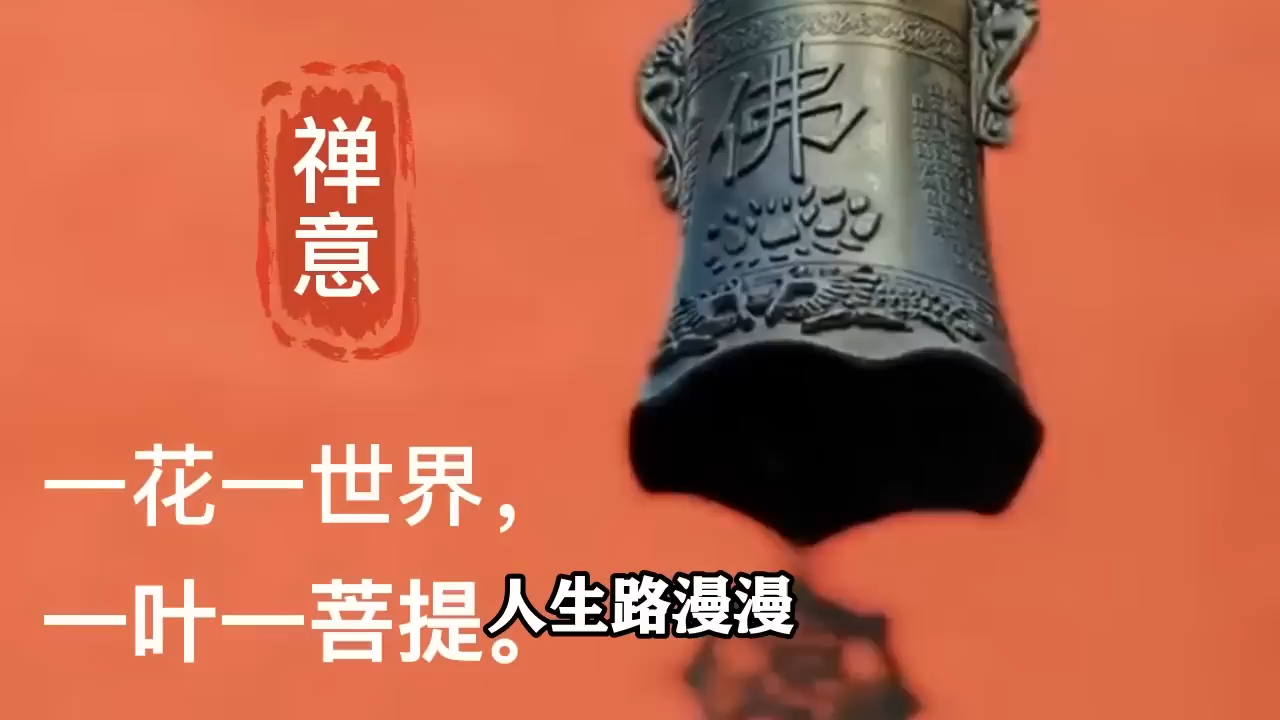 禅意
佛
一花一世界，
一叶一菩提。
人生路漫漫